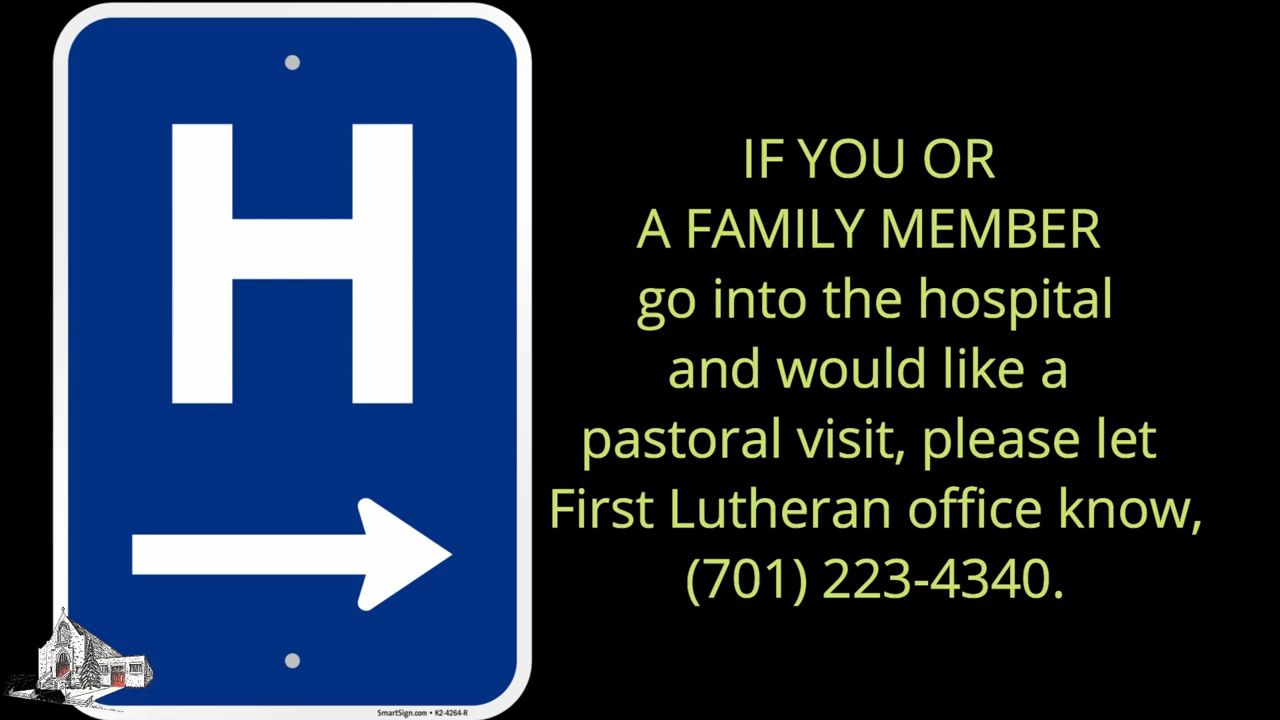 H
IF YOU OR
A FAMILY MEMBER
go into the hospital
and would like a
pastoral visit, please let
First Lutheran office know,
(701) 223-4340.
SmartSign.com • K2-4264-R